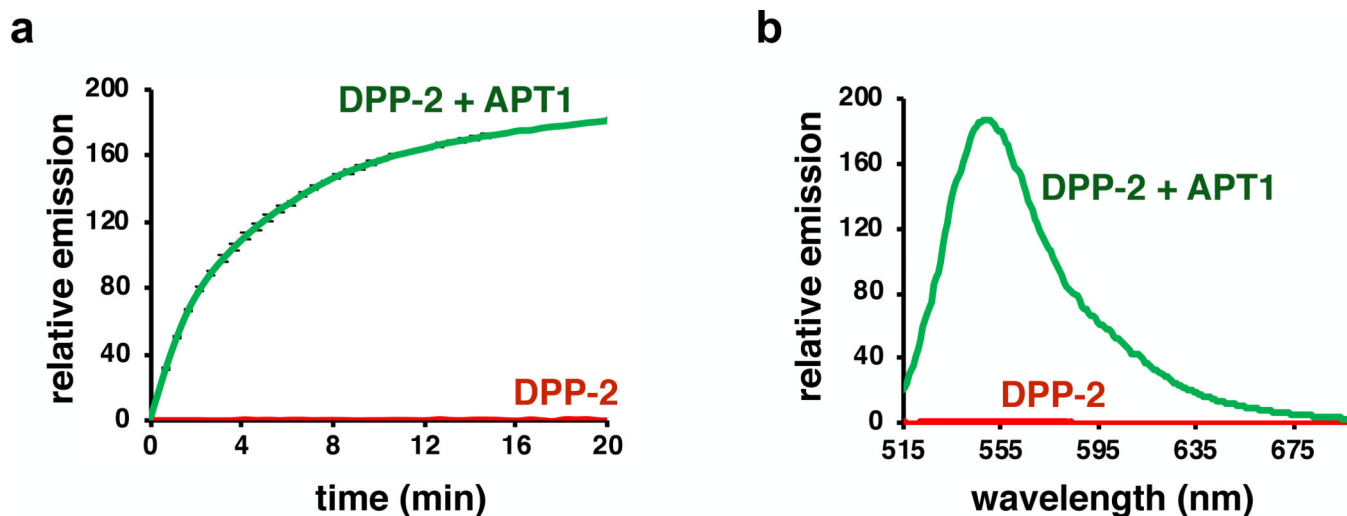 a
relative emission
200
160
120
80
40
0
DPP-2 + APT1
DPP-2
0 4 8 12 16 20
time (min)
b
relative emission
200
160
120
80
40
0
DPP-2 + APT1
DPP-2
515 555 595 635 675
wavelength (nm)